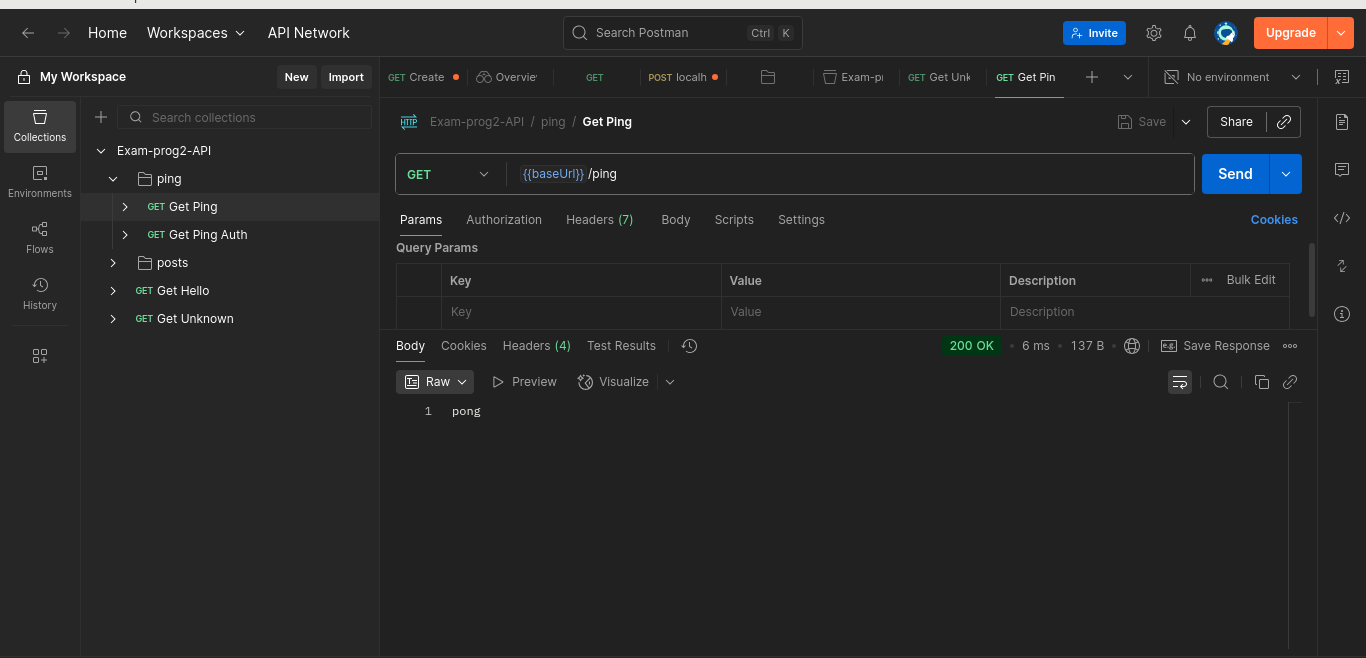 Home Workspaces API Network Search Postman Ctrl K Invite Upgrade
My Workspace New Import GET Create Overvie GET POST localh Exam-pr GET Get Unk GET Get Pin No environment
Collections
Environments
Flows
History
Search collections
Exam-prog2-API
ping
GET Get Ping
GET Get Ping Auth
posts
GET Get Hello
GET Get Unknown
HTTP Exam-prog2-API / ping / Get Ping Save Share
GET {{baseUrl}} /ping Send
Params Authorization Headers (7) Body Scripts Settings Cookies
Query Params
Key Value Description ••• Bulk Edit
Key Value Description
Body Cookies Headers (4) Test Results 200 OK • 6 ms • 137 B • e.g. Save Response •••
Raw Preview Visualize
1 pong